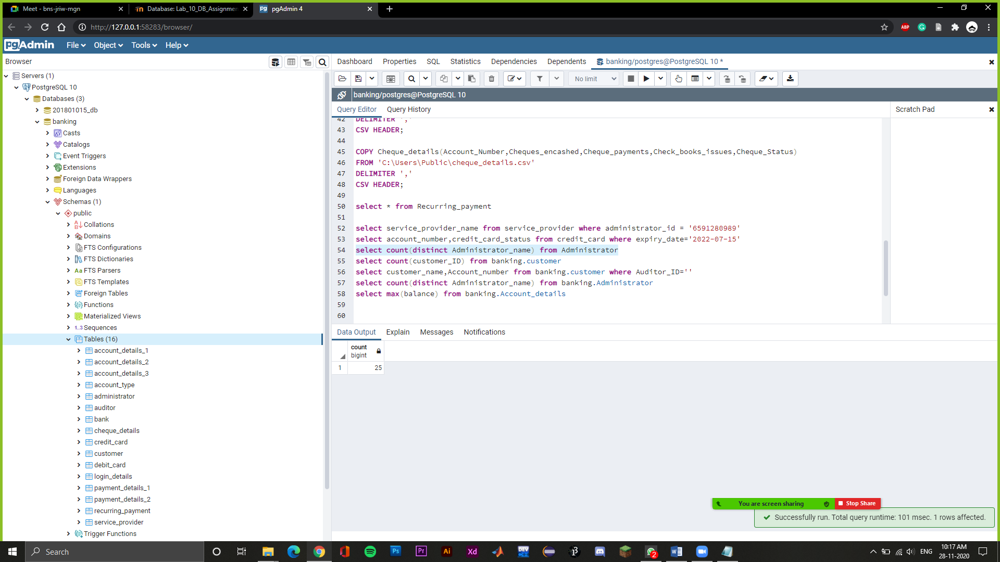 Meet - bns-jriw-mgn
Database: Lab_10_DB_Assignmen
pgAdmin 4
http://127.0.0.1:58283/browser/
ABP
pgAdmin
File Object Tools Help
Browser
Servers (1)
PostgreSQL 10
Databases (3)
201801015_db
banking
Casts
Catalogs
Event Triggers
Extensions
Foreign Data Wrappers
Languages
Schemas (1)
public
Collations
Domains
FTS Configurations
FTS Dictionaries
FTS Parsers
FTS Templates
Foreign Tables
Functions
Materialized Views
1..3 Sequences
Tables (16)
account_details_1
account_details_2
account_details_3
account_type
administrator
auditor
bank
cheque_details
credit_card
customer
debit_card
login_details
payment_details_1
payment_details_2
recurring_payment
service_provider
Trigger Functions
Dashboard Properties SQL Statistics Dependencies Dependents banking/postgres@PostgreSQL 10 *
No limit
banking/postgres@PostgreSQL 10
Query Editor Query History
Scratch Pad
42 DELIMITER ','
43 CSV HEADER;
44
45 COPY Cheque_details(Account_Number,Cheques_encashed,Cheque_payments,Check_books_issues,Cheque_Status)
46 FROM 'C:\Users\Public\cheque_details.csv'
47 DELIMITER ','
48 CSV HEADER;
49
50 select * from Recurring_payment
51
52 select service_provider_name from service_provider where administrator_id = '6591280989'
53 select account_number,credit_card_status from credit_card where expiry_date='2022-07-15'
54 select count(distinct Administrator_name) from Administrator
55 select count(customer_ID) from banking.customer
56 select customer_name,Account_number from banking.customer where Auditor_ID=''
57 select count(distinct Administrator_name) from banking.Administrator
58 select max(balance) from banking.Account_details
59
60
Data Output Explain Messages Notifications
count
bigint
1 25
You are screen sharing Stop Share
Successfully run. Total query runtime: 101 msec. 1 rows affected.
Search
Ps
Pr
Ai
Xd
DEV
2
ENG
10:17 AM
28-11-2020